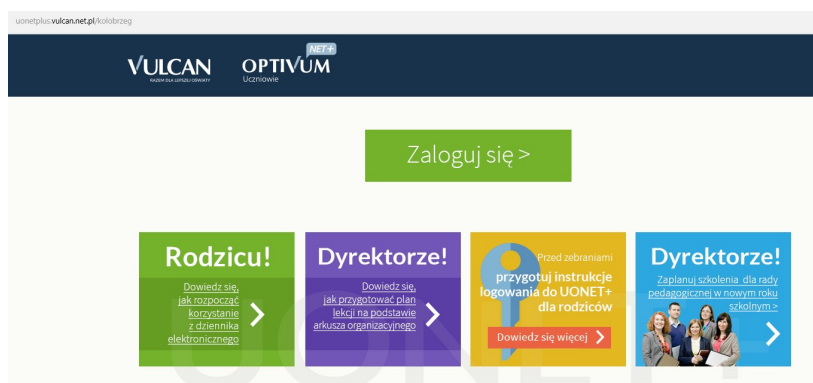 uonetplus.vulcan.net.pl/kolobrzeg
VULCAN
RAZEM DLA LEPSZEJ OŚWIATY
OPTIVUM
NET+
Uczniowie
Zaloguj się >
Rodzicu!
Dowiedz się,
jak rozpocząć
korzystanie
z dziennika
elektronicznego
Dyrektorze!
Dowiedz się,
jak przygotować plan
lekcji na podstawie
arkusza organizacyjnego
Przed zebraniami
przygotuj instrukcje
logowania do UONET+
dla rodziców
Dowiedz się więcej
Dyrektorze!
Zaplanuj szkolenia dla rady
pedagogicznej w nowym roku
szkolnym >
UONET+